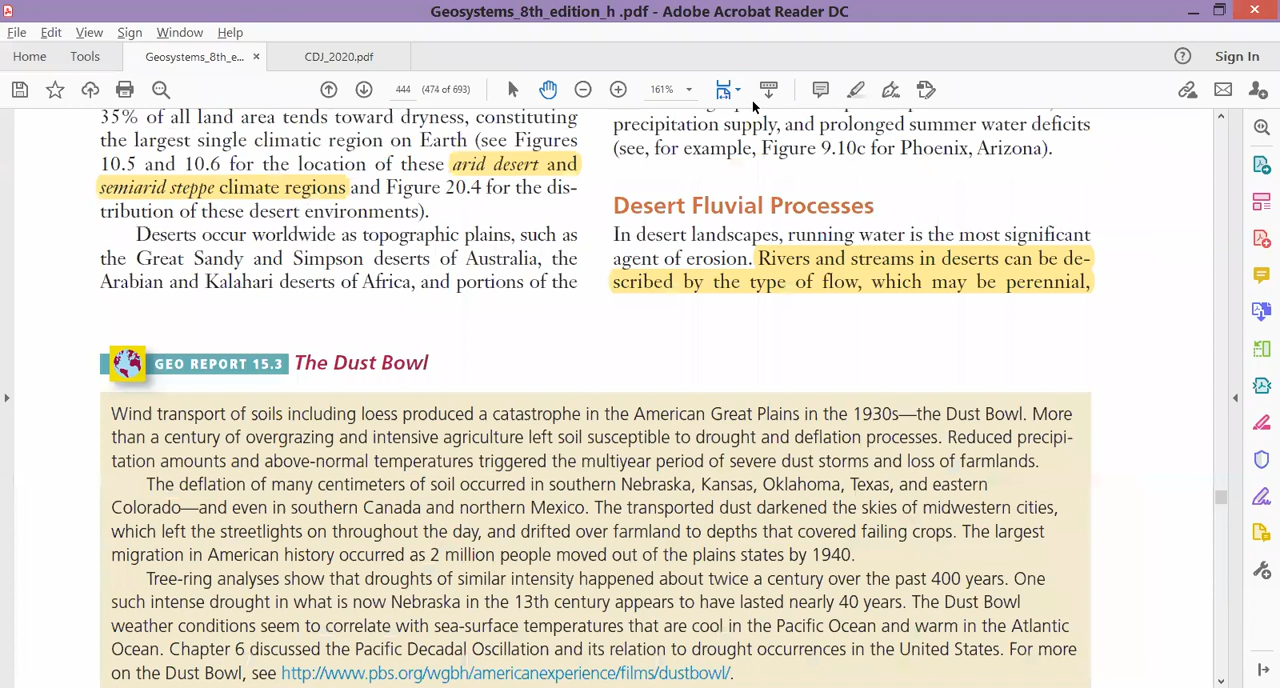 Geosystems_8th_edition_h .pdf - Adobe Acrobat Reader DC
File Edit View Sign Window Help
Home Tools Geosystems_8th_e... × CDJ_2020.pdf Sign In
444 (474 of 693) 161%
35% of all land area tends toward dryness, constituting
the largest single climatic region on Earth (see Figures
10.5 and 10.6 for the location of these arid desert and
semiarid steppe climate regions and Figure 20.4 for the dis-
tribution of these desert environments).
Deserts occur worldwide as topographic plains, such as
the Great Sandy and Simpson deserts of Australia, the
Arabian and Kalahari deserts of Africa, and portions of the
precipitation supply, and prolonged summer water deficits
(see, for example, Figure 9.10c for Phoenix, Arizona).
Desert Fluvial Processes
In desert landscapes, running water is the most significant
agent of erosion. Rivers and streams in deserts can be de-
scribed by the type of flow, which may be perennial,
GEO REPORT 15.3 The Dust Bowl
Wind transport of soils including loess produced a catastrophe in the American Great Plains in the 1930s—the Dust Bowl. More
than a century of overgrazing and intensive agriculture left soil susceptible to drought and deflation processes. Reduced precipi-
tation amounts and above-normal temperatures triggered the multiyear period of severe dust storms and loss of farmlands.
The deflation of many centimeters of soil occurred in southern Nebraska, Kansas, Oklahoma, Texas, and eastern
Colorado—and even in southern Canada and northern Mexico. The transported dust darkened the skies of midwestern cities,
which left the streetlights on throughout the day, and drifted over farmland to depths that covered failing crops. The largest
migration in American history occurred as 2 million people moved out of the plains states by 1940.
Tree-ring analyses show that droughts of similar intensity happened about twice a century over the past 400 years. One
such intense drought in what is now Nebraska in the 13th century appears to have lasted nearly 40 years. The Dust Bowl
weather conditions seem to correlate with sea-surface temperatures that are cool in the Pacific Ocean and warm in the Atlantic
Ocean. Chapter 6 discussed the Pacific Decadal Oscillation and its relation to drought occurrences in the United States. For more
on the Dust Bowl, see http://www.pbs.org/wgbh/americanexperience/films/dustbowl/.